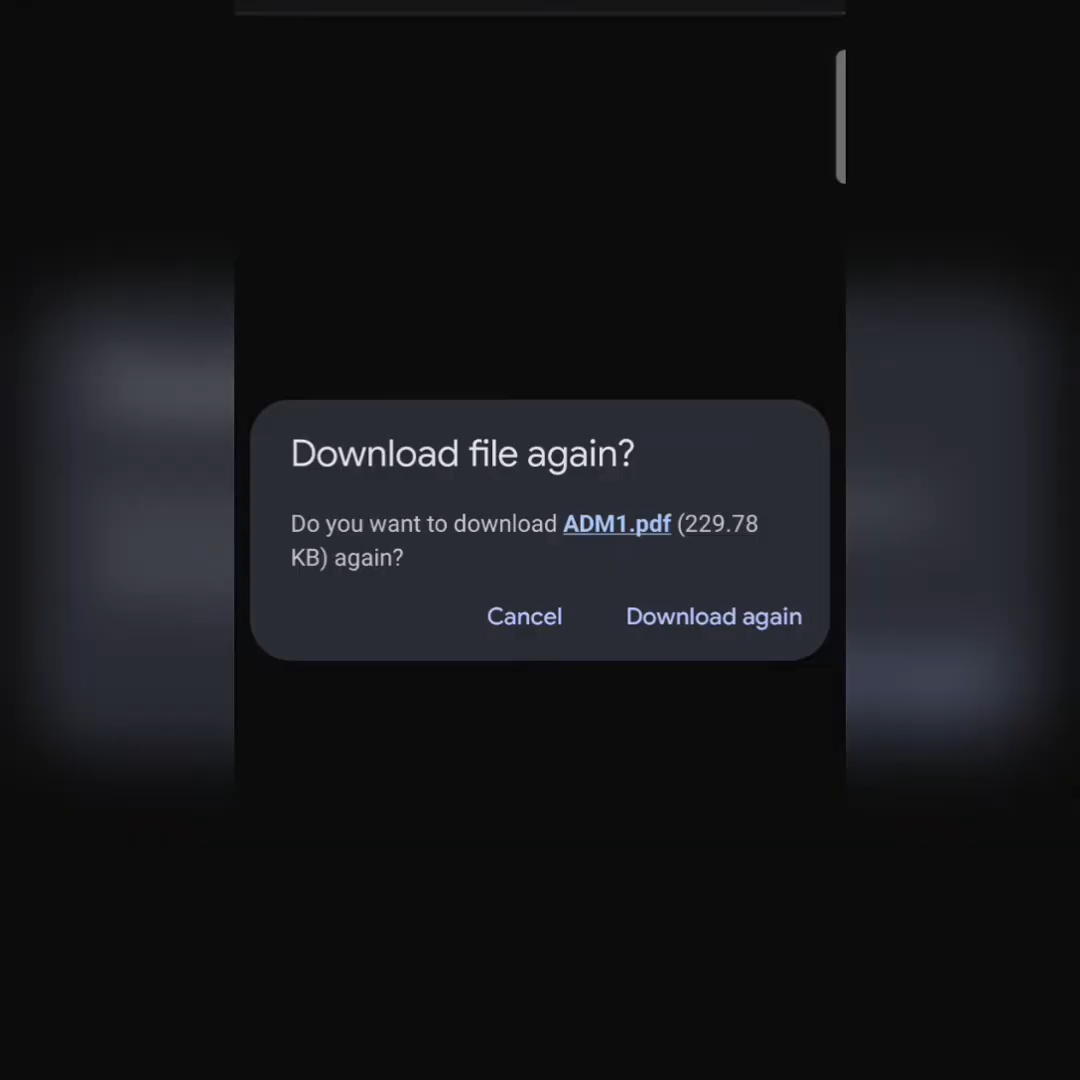 Download file again?
Do you want to download ADM1.pdf (229.78
KB) again?
Cancel Download again